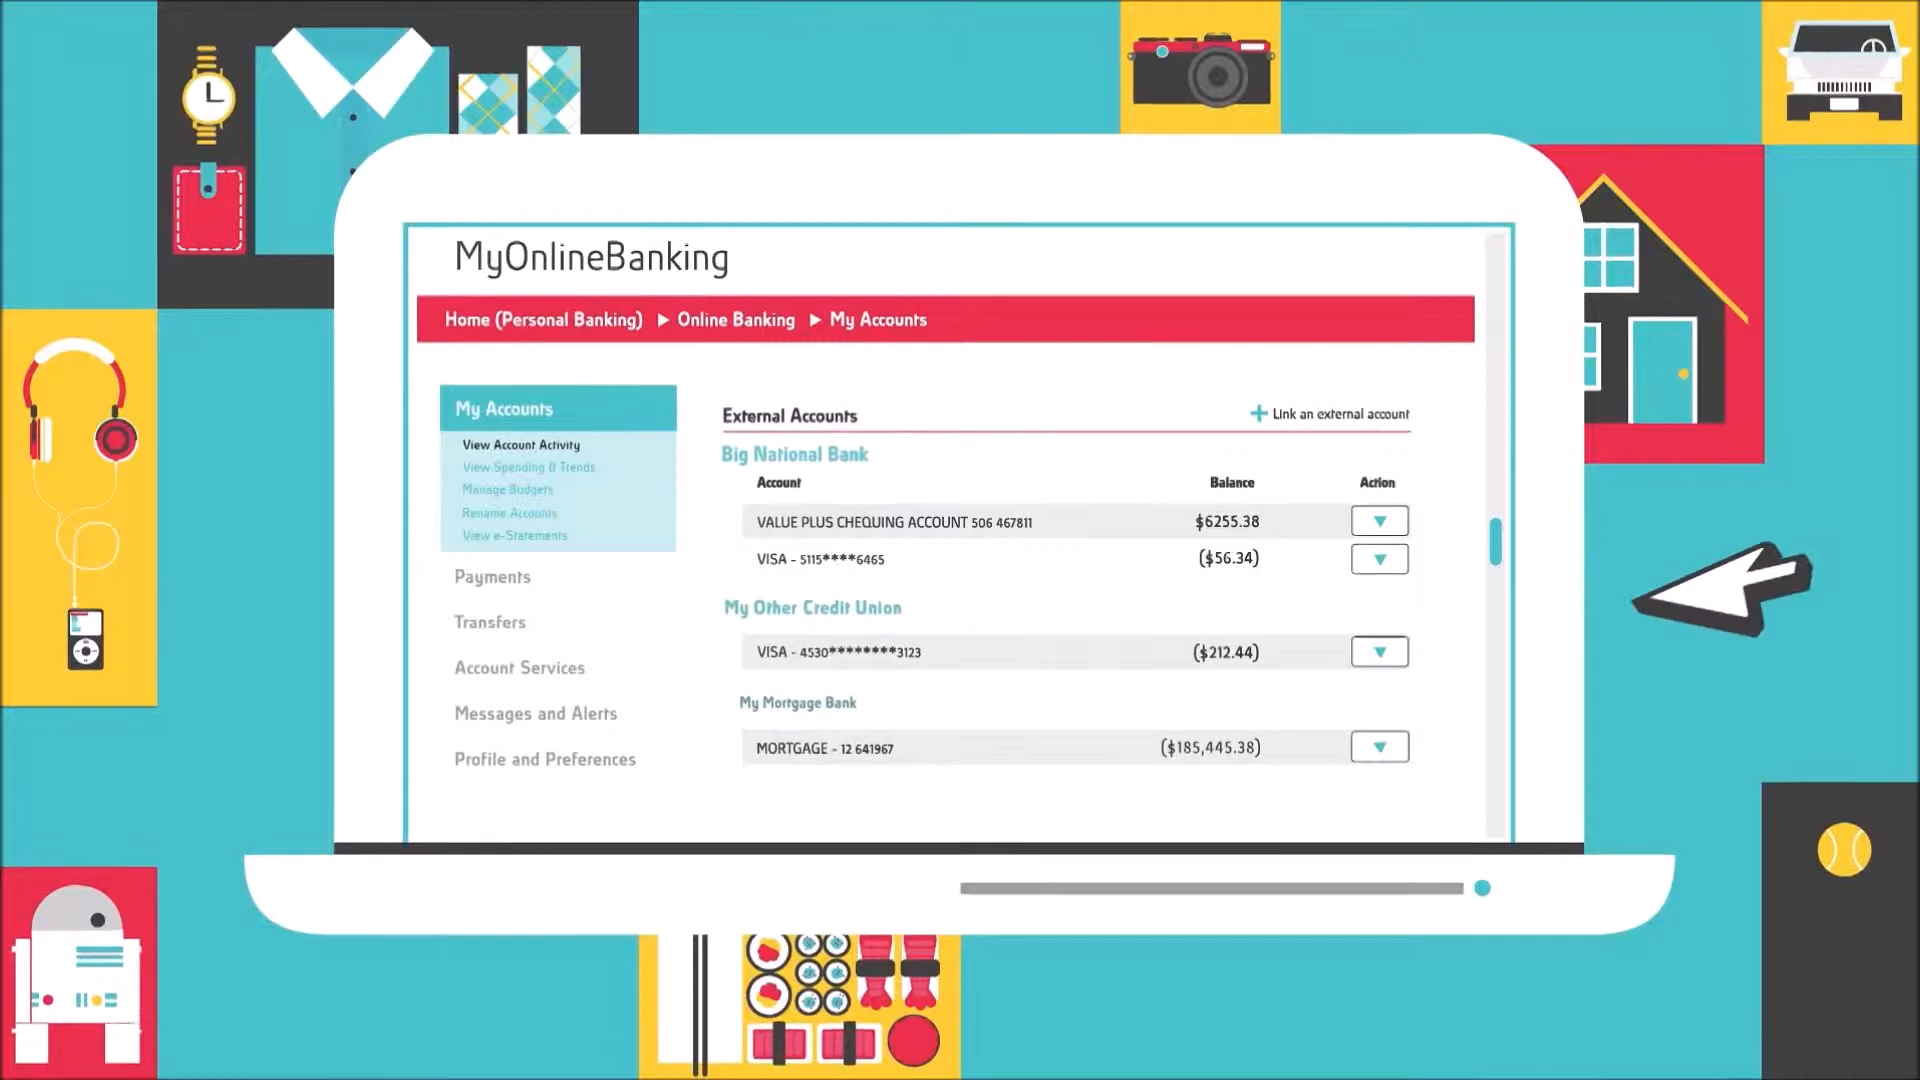 MyOnlineBanking
Home (Personal Banking) ▶ Online Banking ▶ My Accounts
My Accounts
View Account Activity
View Spending & Trends
Manage Budgets
Rename Accounts
View e-Statements
Payments
Transfers
Account Services
Messages and Alerts
Profile and Preferences
External Accounts + Link an external account
Big National Bank
Account Balance Action
VALUE PLUS CHEQUING ACCOUNT 506 467811 $6255.38
VISA - 5115****6465 ($56.34)
My Other Credit Union
VISA - 4530********3123 ($212.44)
My Mortgage Bank
MORTGAGE - 12 641967 ($185,445.38)